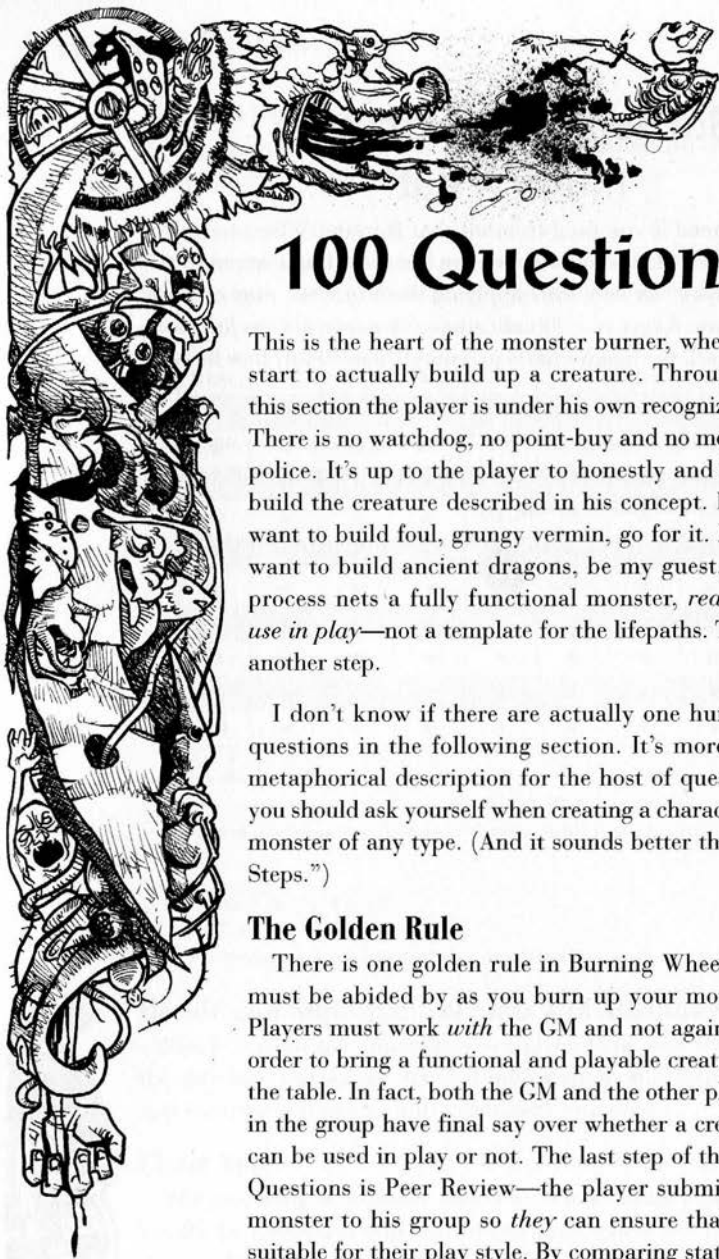 100 Question
This is the heart of the monster burner, whe
start to actually build up a creature. Throu
this section the player is under his own recogniz
There is no watchdog, no point-buy and no mo
police. It's up to the player to honestly and
build the creature described in his concept. I
want to build foul, grungy vermin, go for it.
want to build ancient dragons, be my guest.
process nets a fully functional monster, rea
use in play—not a template for the lifepaths. T
another step.
I don't know if there are actually one hun
questions in the following section. It's more
metaphorical description for the host of que
you should ask yourself when creating a charac
monster of any type. (And it sounds better th
Steps.")
The Golden Rule
There is one golden rule in Burning Whee
must be abided by as you burn up your mo
Players must work with the GM and not again
order to bring a functional and playable creat
the table. In fact, both the GM and the other p
in the group have final say over whether a cre
can be used in play or not. The last step of th
Questions is Peer Review—the player submi
monster to his group so they can ensure tha
suitable for their play style. By comparing star